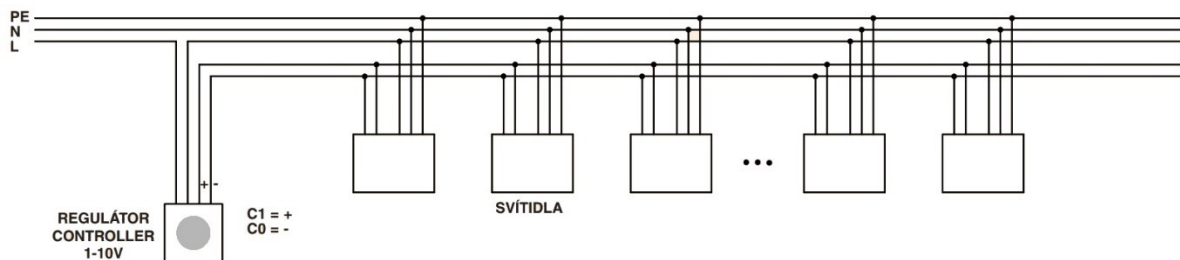 PE
N
L
+ -
REGULÁTOR
CONTROLLER
1-10V
C1 = +
C0 = -
SVÍTIDLA